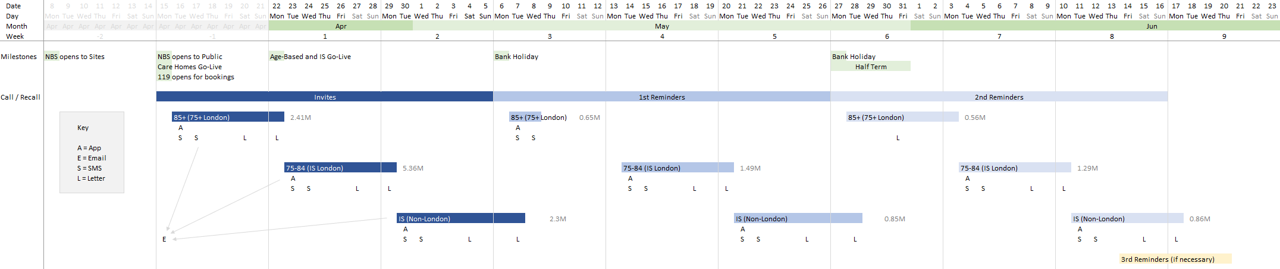 Date 8 9 10 11 12 13 14 15 16 17 18 19 20 21 22 23 24 25 26 27 28 29 30 1 2 3 4 5 6 7 8 9 10 11 12 13 14 15 16 17 18 19 20 21 22 23 24 25 26 27 28 29 30 31 1 2 3 4 5 6 7 8 9 10 11 12 13 14 15 16 17 18 19 20 21 22 23
Day Mon Tue Wed Thu Fri Sat Sun Mon Tue Wed Thu Fri Sat Sun Mon Tue Wed Thu Fri Sat Sun Mon Tue Wed Thu Fri Sat Sun Mon Tue Wed Thu Fri Sat Sun Mon Tue Wed Thu Fri Sat Sun Mon Tue Wed Thu Fri Sat Sun Mon Tue Wed Thu Fri Sat Sun Mon Tue Wed Thu Fri Sat Sun Mon Tue Wed Thu Fri Sat Sun Mon Tue Wed Thu Fri Sat Sun
Month Apr Apr Apr Apr Apr Apr Apr Apr Apr Apr Apr Apr Apr Apr Apr May Jun
Week -2 -1 1 2 3 4 5 6 7 8 9
Milestones NBS opens to Sites NBS opens to Public Age-Based and IS Go-Live Bank Holiday Bank Holiday
Care Homes Go-Live Half Term
119 opens for bookings
Call / Recall Invites 1st Reminders 2nd Reminders
85+ (75+ London) 2.41M 85+ (75+ London) 0.65M 85+ (75+ London) 0.56M
Key A A
S S L L S S L
A = App
E = Email
S = SMS
L = Letter
75-84 (IS London) 5.36M 75-84 (IS London) 1.49M 75-84 (IS London) 1.29M
A A A
S S L L S S L L S S L L
IS (Non-London) 2.3M IS (Non-London) 0.85M IS (Non-London) 0.86M
A A A
E S S L L S S L L S S L L
3rd Reminders (if necessary)